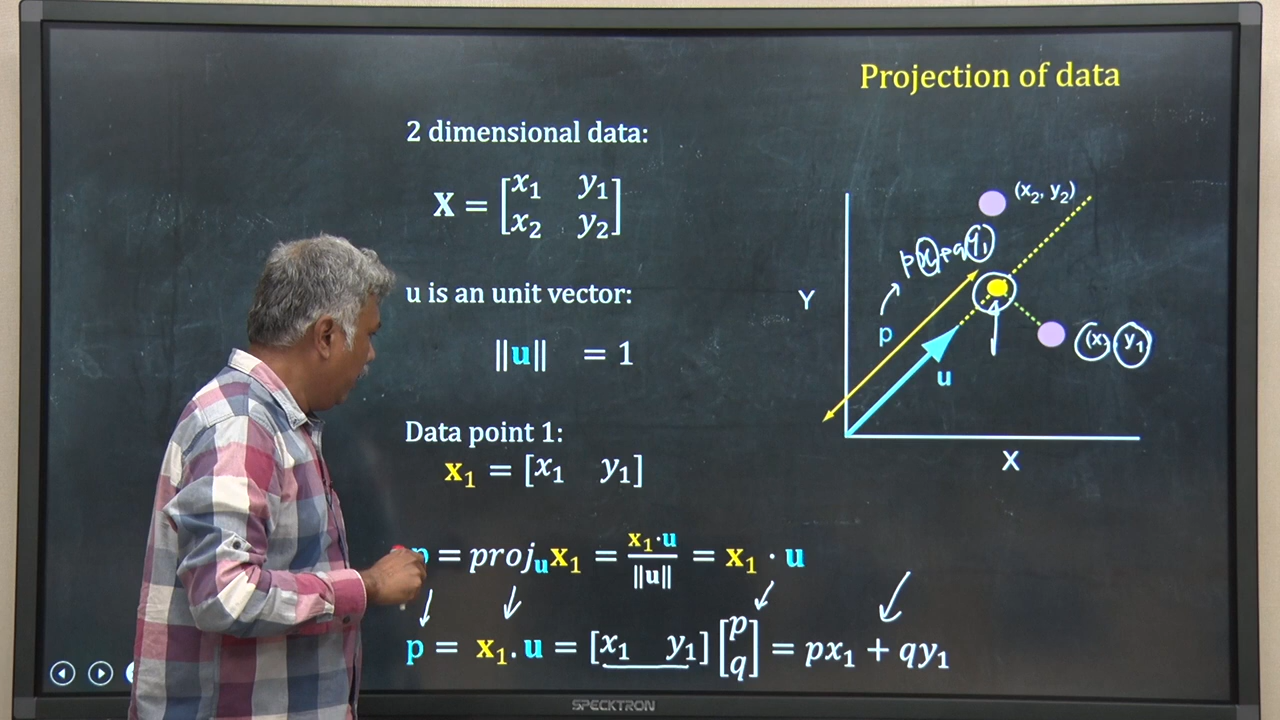 Projection of data
2 dimensional data:
X = [x₁ y₁
x₂ y₂]
u is an unit vector:
‖u‖ = 1
Data point 1:
x₁ = [x₁ y₁]
p = projᵤx₁ = x₁·u / ‖u‖ = x₁ · u
p = x₁.u = [x₁ y₁] [p q] = px₁ + qy₁
(x₂, y₂)
Y
p
u
y₁)
X
SPECKTRON